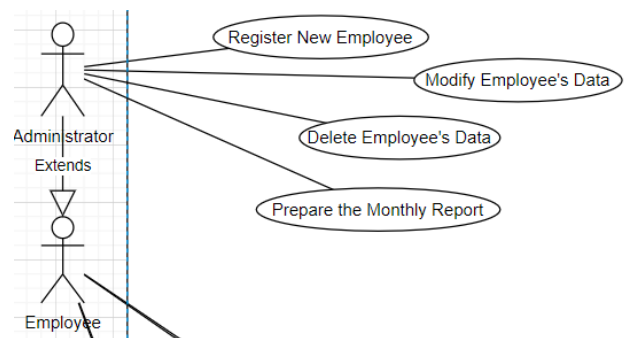 Register New Employee
Modify Employee's Data
Administrator
Delete Employee's Data
Extends
Prepare the Monthly Report
Employee